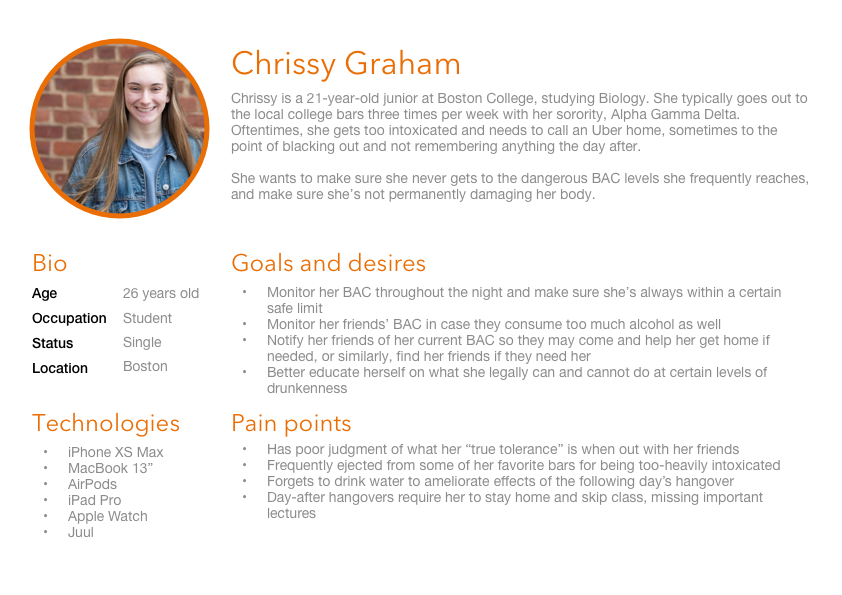 Chrissy Graham
Chrissy is a 21-year-old junior at Boston College, studying Biology. She typically goes out to
the local college bars three times per week with her sorority, Alpha Gamma Delta.
Oftentimes, she gets too intoxicated and needs to call an Uber home, sometimes to the
point of blacking out and not remembering anything the day after.
She wants to make sure she never gets to the dangerous BAC levels she frequently reaches,
and make sure she's not permanently damaging her body.
Bio
Age 26 years old
Occupation Student
Status Single
Location Boston
Goals and desires
• Monitor her BAC throughout the night and make sure she's always within a certain
safe limit
• Monitor her friends' BAC in case they consume too much alcohol as well
• Notify her friends of her current BAC so they may come and help her get home if
needed, or similarly, find her friends if they need her
• Better educate herself on what she legally can and cannot do at certain levels of
drunkenness
Technologies
• iPhone XS Max
• MacBook 13”
• AirPods
• iPad Pro
• Apple Watch
• Juul
Pain points
• Has poor judgment of what her “true tolerance” is when out with her friends
• Frequently ejected from some of her favorite bars for being too-heavily intoxicated
• Forgets to drink water to ameliorate effects of the following day's hangover
• Day-after hangovers require her to stay home and skip class, missing important
lectures